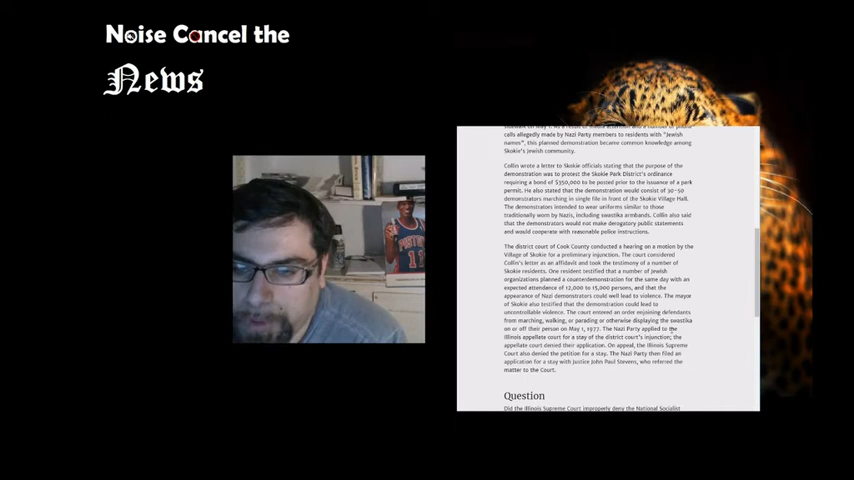 Noise Cancel the
News
calls allegedly made by Nazi Party members to residents with "Jewish
names", this planned demonstration became common knowledge among
Skokie's Jewish community.
Collin wrote a letter to Skokie officials stating that the purpose of the
demonstration was to protest the Skokie Park District's ordinance
requiring a bond of $350,000 to be posted prior to the issuance of a park
permit. He also stated that the demonstration would consist of 30-50
demonstrators marching in single file in front of the Skokie Village Hall.
The demonstrators intended to wear uniforms similar to those
traditionally worn by Nazis, including swastika armbands. Collin also said
that the demonstrators would not make derogatory public statements
and would cooperate with reasonable police instructions.
The district court of Cook County conducted a hearing on a motion by the
Village of Skokie for a preliminary injunction. The court considered
Collin's letter as an affidavit and took the testimony of a number of
Skokie residents. One resident testified that a number of Jewish
organizations planned a counterdemonstration for the same day with an
expected attendance of 12,000 to 15,000 persons, and that the
appearance of Nazi demonstrators could well lead to violence. The mayor
of Skokie also testified that the demonstration could lead to
uncontrollable violence. The court entered an order enjoining defendants
from marching, walking, or parading or otherwise displaying the swastika
on or off their person on May 1, 1977. The Nazi Party applied to the
Illinois appellate court for a stay of the district court's injunction; the
appellate court denied their application. On appeal, the Illinois Supreme
Court also denied the petition for a stay. The Nazi Party then filed an
application for a stay with Justice John Paul Stevens, who referred the
matter to the Court.
Question
Did the Illinois Supreme Court improperly deny the National Socialist